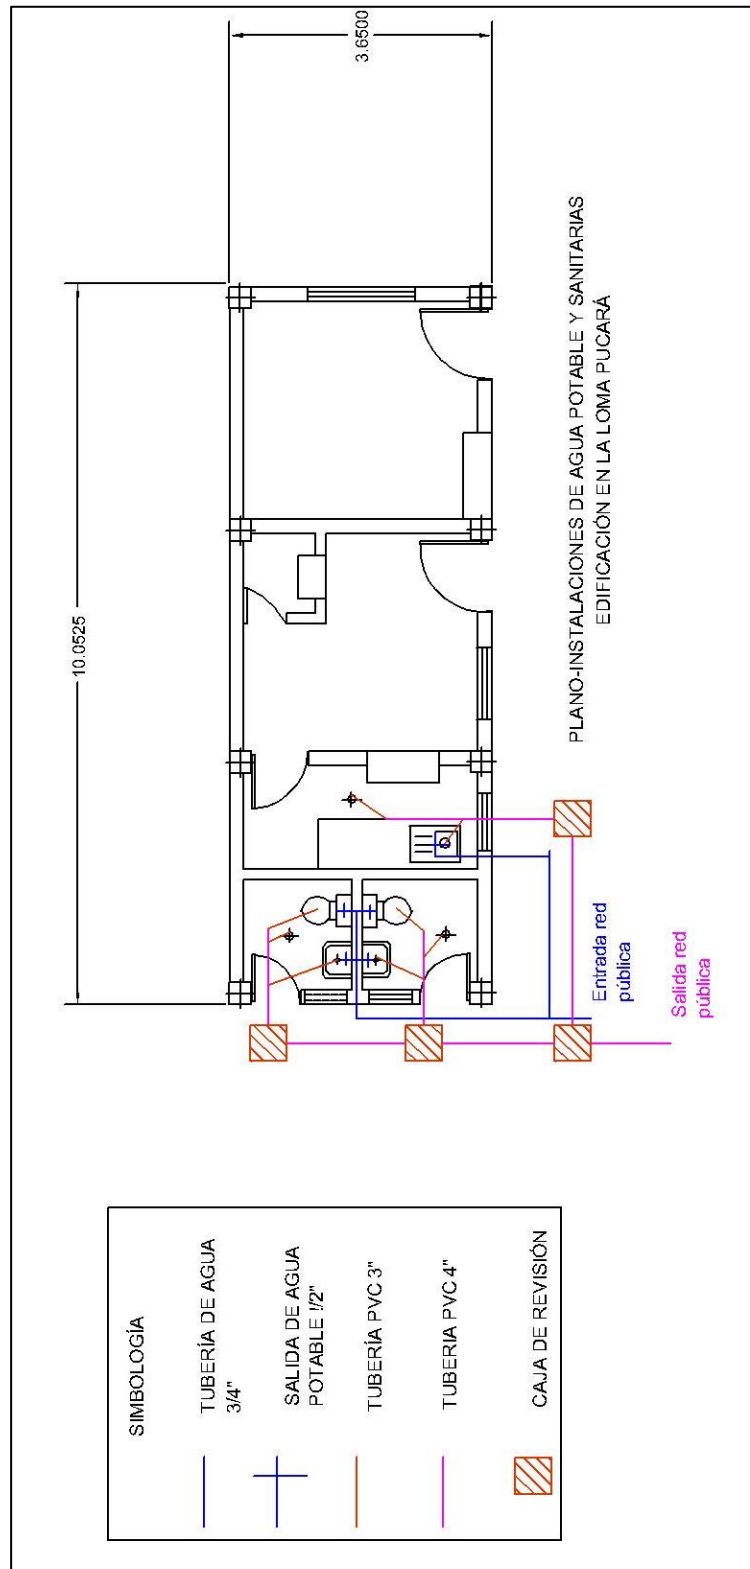 10.0525
3.6500
PLANO-INSTALACIONES DE AGUA POTABLE Y SANITARIAS
EDIFICACIÓN EN LA LOMA PUCARÁ
Entrada red
pública
Salida red
pública
SIMBOLOGÍA
TUBERÍA DE AGUA
3/4"
SALIDA DE AGUA
POTABLE !/2"
TUBERÍA PVC 3"
TUBERIA PVC 4"
CAJA DE REVISIÓN